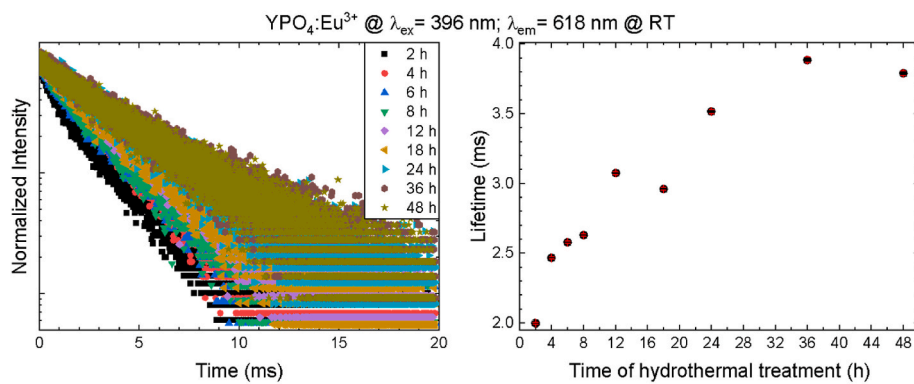 YPO₄:Eu³⁺ @ λex= 396 nm; λem= 618 nm @ RT
Normalized Intensity
2 h
4 h
6 h
8 h
12 h
18 h
24 h
36 h
48 h
0 5 10 15 20
Time (ms)
Lifetime (ms)
4.0
3.5
3.0
2.5
2.0
0 4 8 12 16 20 24 28 32 36 40 44 48
Time of hydrothermal treatment (h)